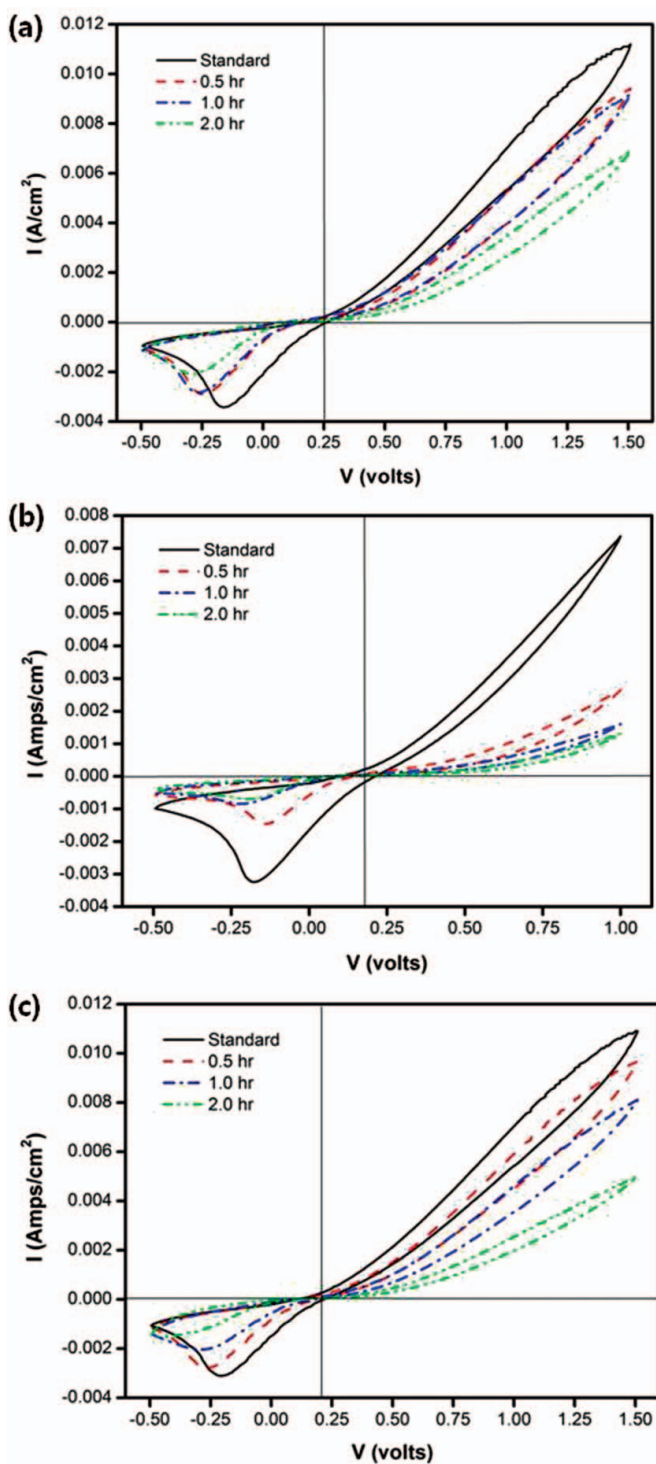 (a)
Standard
0.5 hr
1.0 hr
2.0 hr
0.012
0.010
0.008
0.006
0.004
0.002
0.000
-0.002
-0.004
I (A/cm²)
-0.50 -0.25 0.00 0.25 0.50 0.75 1.00 1.25 1.50
V (volts)
(b)
Standard
0.5 hr
1.0 hr
2.0 hr
0.008
0.007
0.006
0.005
0.004
0.003
0.002
0.001
0.000
-0.001
-0.002
-0.003
-0.004
I (Amps/cm²)
-0.50 -0.25 0.00 0.25 0.50 0.75 1.00
V (volts)
(c)
Standard
0.5 hr
1.0 hr
2.0 hr
0.012
0.010
0.008
0.006
0.004
0.002
0.000
-0.002
-0.004
I (Amps/cm²)
-0.50 -0.25 0.00 0.25 0.50 0.75 1.00 1.25 1.50
V (volts)